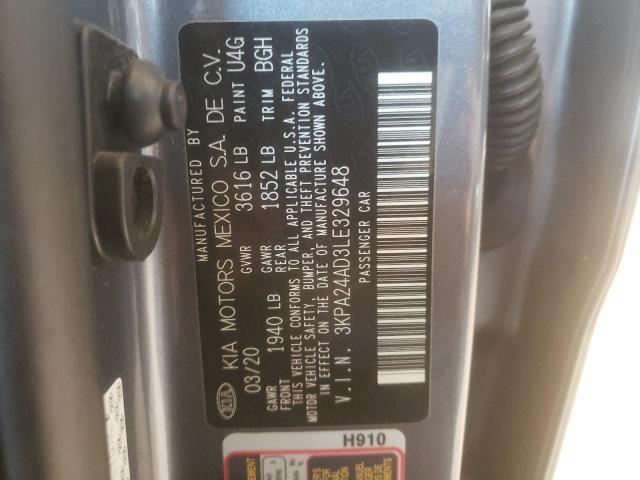 MANUFACTURED BY
KIA KIA MOTORS MEXICO S.A. DE C.V.
03/20 GVWR 3616 LB PAINT U4G
GAWR FRONT 1940 LB GAWR REAR 1852 LB TRIM BGH
THIS VEHICLE CONFORMS TO ALL APPLICABLE U.S.A. FEDERAL
MOTOR VEHICLE SAFETY, BUMPER, AND THEFT PREVENTION STANDARDS
IN EFFECT ON THE DATE OF MANUFACTURE SHOWN ABOVE.
V.I.N. 3KPA24AD3LE329648
PASSENGER CAR
H910